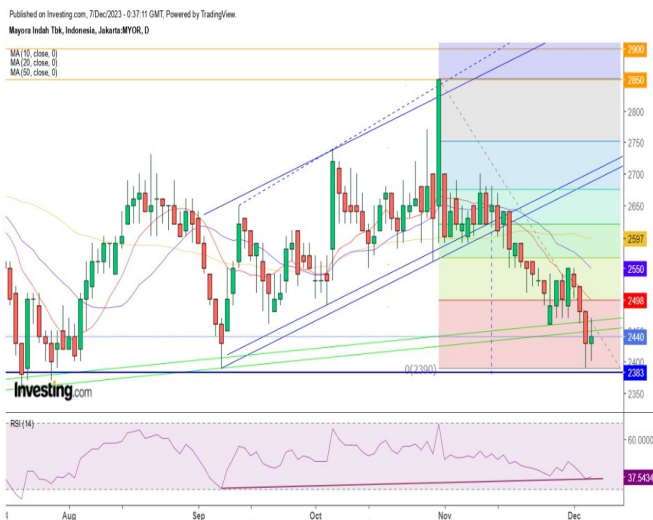 Published on Investing.com, 7/Dec/2023 - 0:37:11 GMT, Powered by TradingView.
Mayora Indah Tbk, Indonesia, Jakarta:MYOR, D
MA (10, close, 0)
MA (20, close, 0)
MA (50, close, 0)
2900
2850
2800
2750
2700
2650
2597
2550
2498
2440
2400
2383
2350
0(2390)
Investing.com
RSI (14)
60.0000
37.5434
Aug
Sep
Oct
Nov
Dec